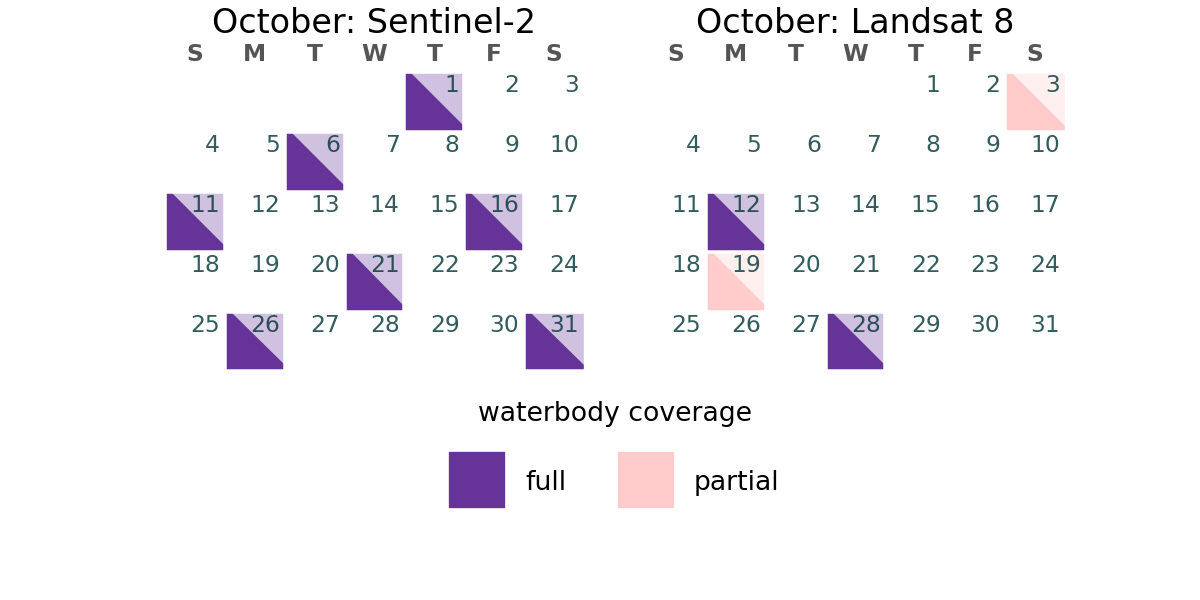 October: Sentinel-2
S M T W T F S
1 2 3
4 5 6 7 8 9 10
11 12 13 14 15 16 17
18 19 20 21 22 23 24
25 26 27 28 29 30 31
October: Landsat 8
S M T W T F S
1 2 3
4 5 6 7 8 9 10
11 12 13 14 15 16 17
18 19 20 21 22 23 24
25 26 27 28 29 30 31
waterbody coverage
full partial